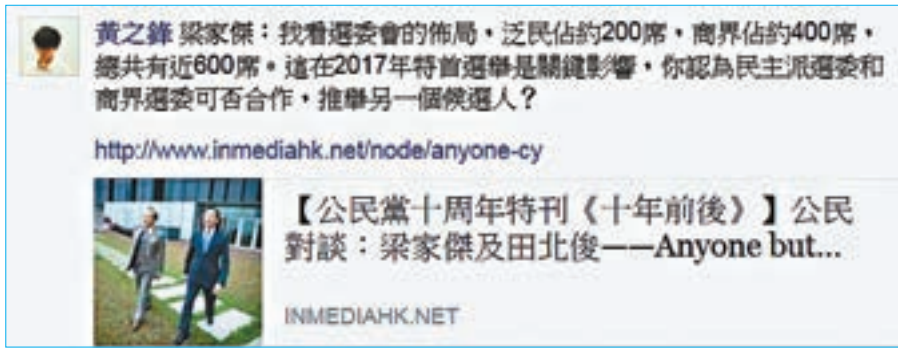 黃之鋒 梁家傑：我看選委會的佈局，泛民佔約200席，商界佔約400席，
總共有近600席。這在2017年特首選舉是關鍵影響，你認為民主派選委和
商界選委可否合作，推舉另一個候選人？
http://www.inmediahk.net/node/anyone-cy
【公民黨十周年特刊《十年前後》】公民
對談：梁家傑及田北俊——Anyone but...
INMEDIAHK.NET